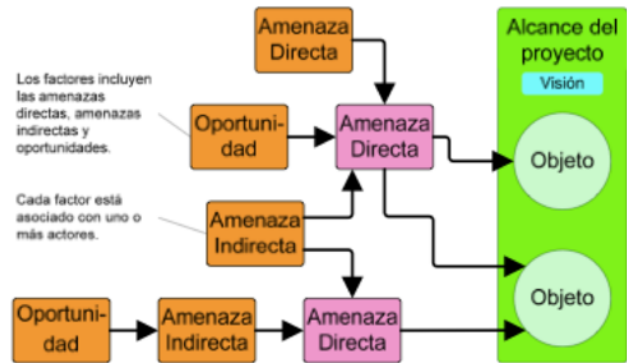 Amenaza
Directa
Alcance del
proyecto
Visión
Los factores incluyen
las amenazas
directas, amenazas
indirectas y
oportunidades.
Oportuni-
dad
Amenaza
Directa
Objeto
Cada factor está
asociado con uno o
más actores.
Amenaza
Indirecta
Oportuni-
dad
Amenaza
Indirecta
Amenaza
Directa
Objeto